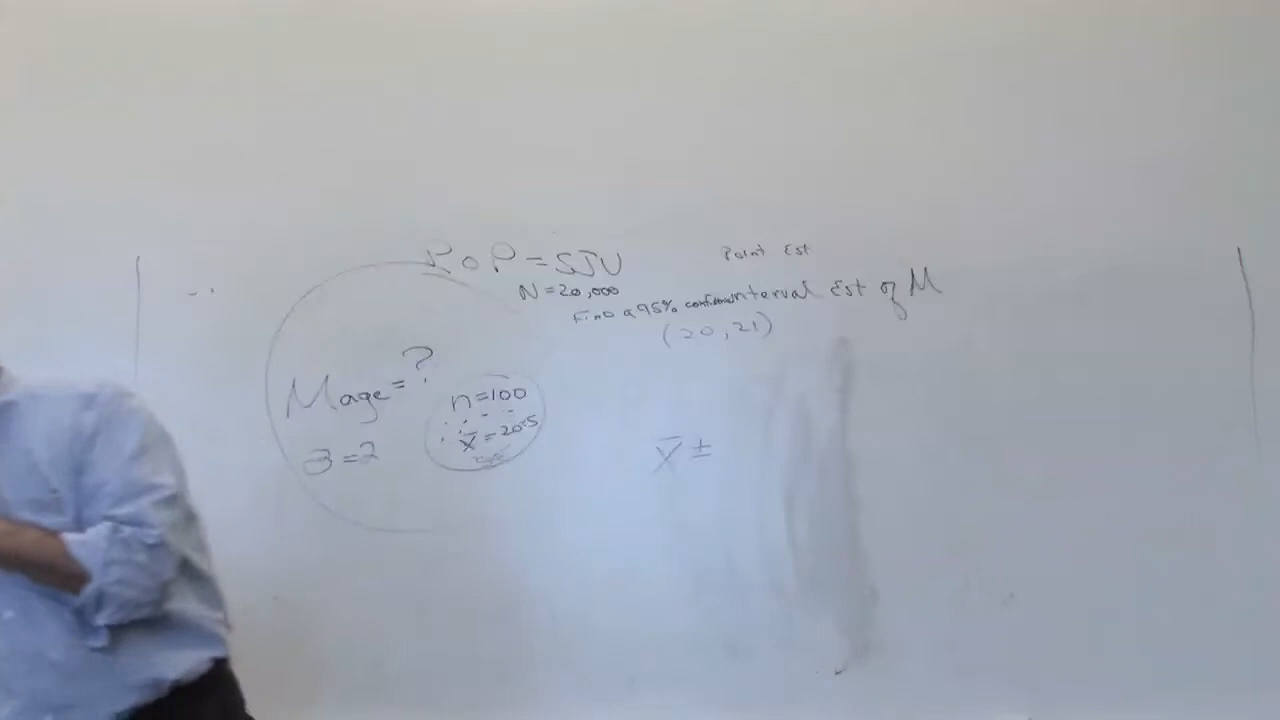 POP = SJU
Point Est
N = 20,000
Find a 95% confidence interval Est of M
(20, 21)
M age = ?
n = 100
x̄ = 20.5
σ = 2
x̄ ±